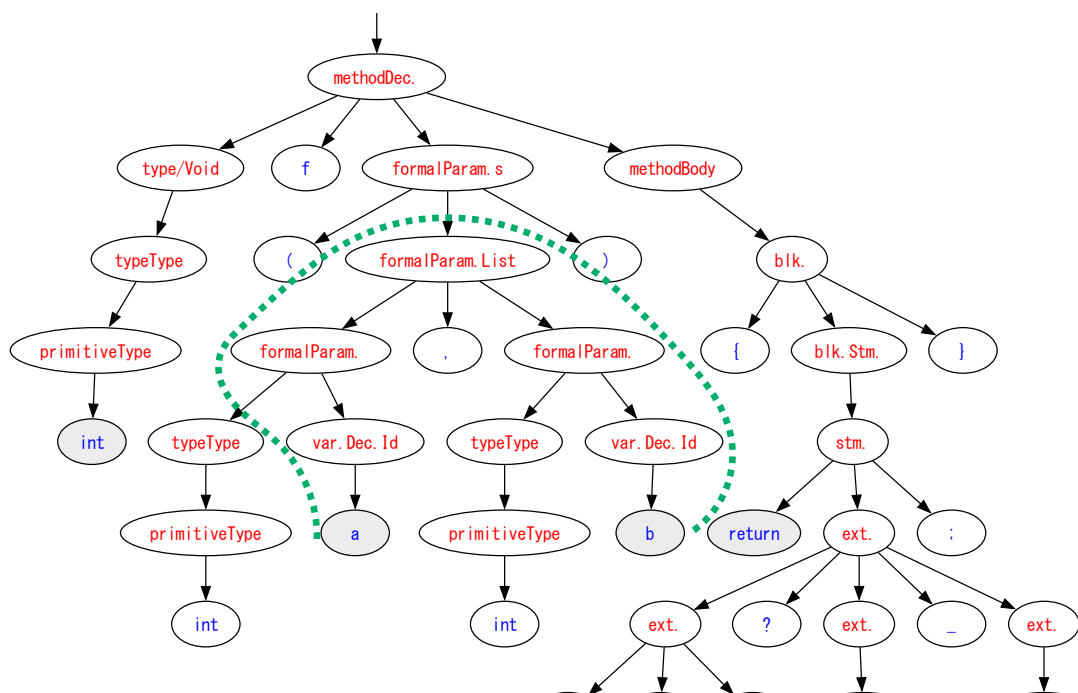 methodDec.
type/Void f formalParam.s methodBody
typeType ( formalParam.List ) blk.
primitiveType formalParam. , formalParam. { blk.Stm. }
int typeType var.Dec.Id typeType var.Dec.Id stm.
primitiveType a primitiveType b return ext. ;
int int ext. ? ext. _ ext.